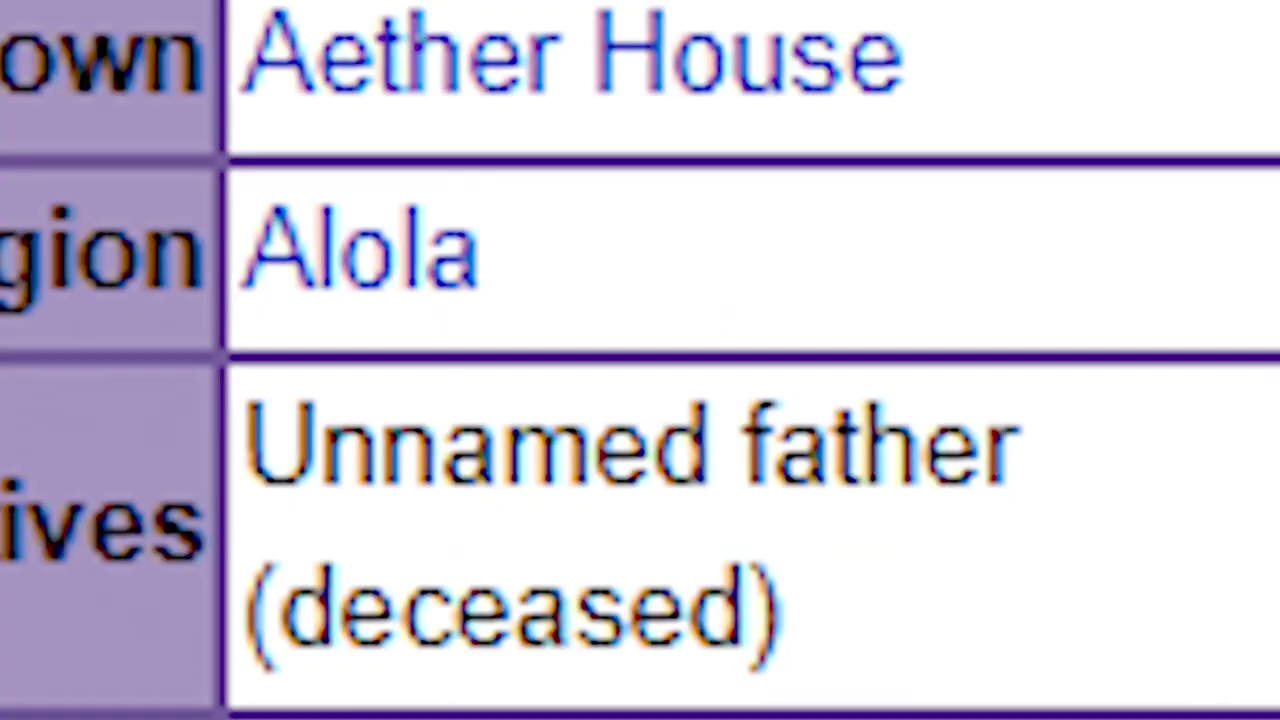 own Aether House
gion Alola
Unnamed father
ives
(deceased)